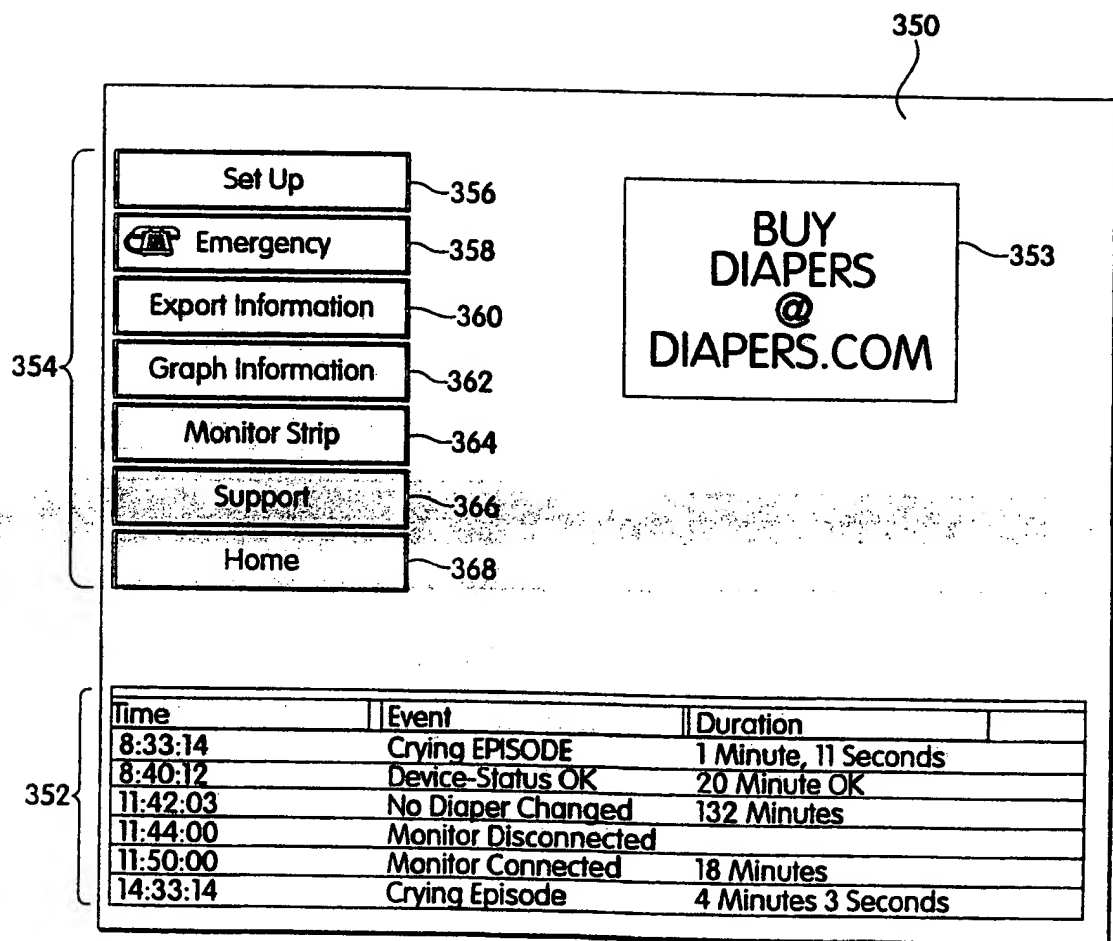 350
354
Set Up 356
Emergency 358
Export Information 360
Graph Information 362
Monitor Strip 364
Support 366
Home 368
BUY
DIAPERS
@
DIAPERS.COM
353
352
Time Event Duration
8:33:14 Crying EPISODE 1 Minute, 11 Seconds
8:40:12 Device-Status OK 20 Minute OK
11:42:03 No Diaper Changed 132 Minutes
11:44:00 Monitor Disconnected
11:50:00 Monitor Connected 18 Minutes
14:33:14 Crying Episode 4 Minutes 3 Seconds